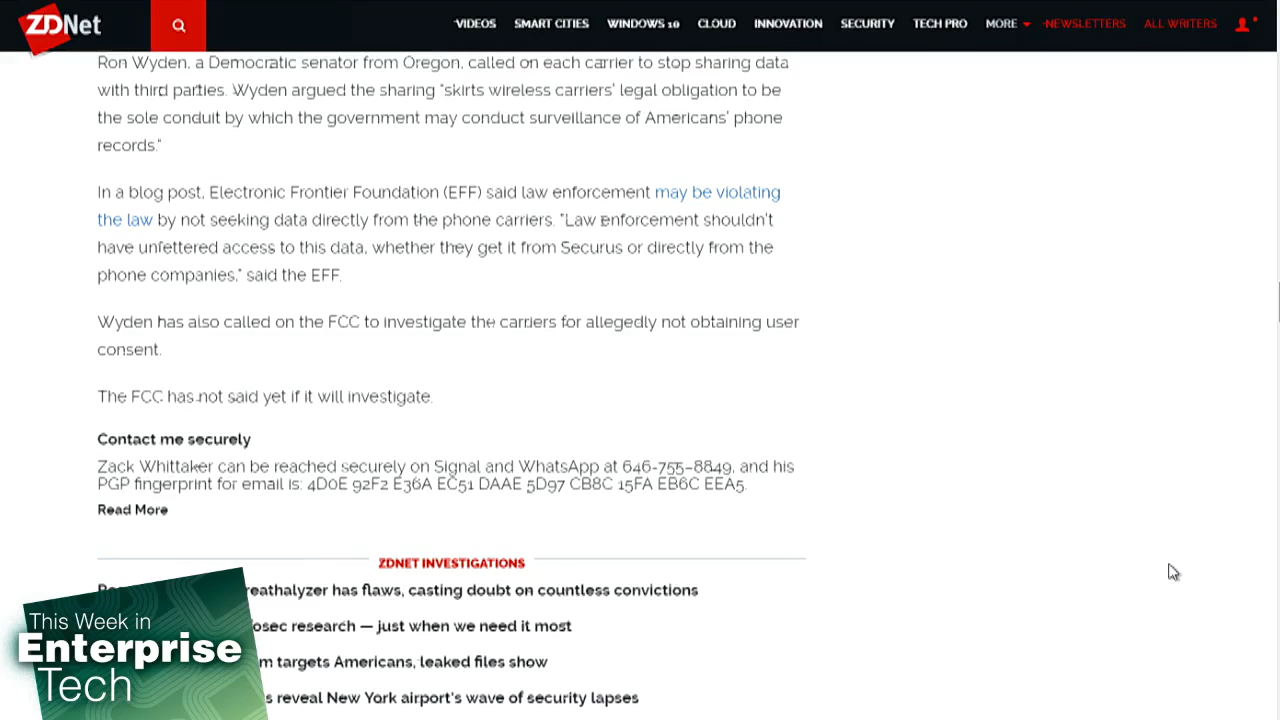 ZDNet
VIDEOS SMART CITIES WINDOWS 10 CLOUD INNOVATION SECURITY TECH PRO MORE NEWSLETTERS ALL WRITERS
Ron Wyden, a Democratic senator from Oregon, called on each carrier to stop sharing data
with third parties. Wyden argued the sharing "skirts wireless carriers' legal obligation to be
the sole conduit by which the government may conduct surveillance of Americans' phone
records."
In a blog post, Electronic Frontier Foundation (EFF) said law enforcement may be violating
the law by not seeking data directly from the phone carriers. "Law enforcement shouldn't
have unfettered access to this data, whether they get it from Securus or directly from the
phone companies," said the EFF.
Wyden has also called on the FCC to investigate the carriers for allegedly not obtaining user
consent.
The FCC has not said yet if it will investigate.
Contact me securely
Zack Whittaker can be reached securely on Signal and WhatsApp at 646-755–8849, and his
PGP fingerprint for email is: 4D0E 92F2 E36A EC51 DAAE 5D97 CB8C 15FA EB6C EEA5.
Read More
ZDNET INVESTIGATIONS
has flaws, casting doubt on countless convictions
research — just when we need it most
targets Americans, leaked files show
reveal New York airport's wave of security lapses
This Week in
Enterprise
Tech